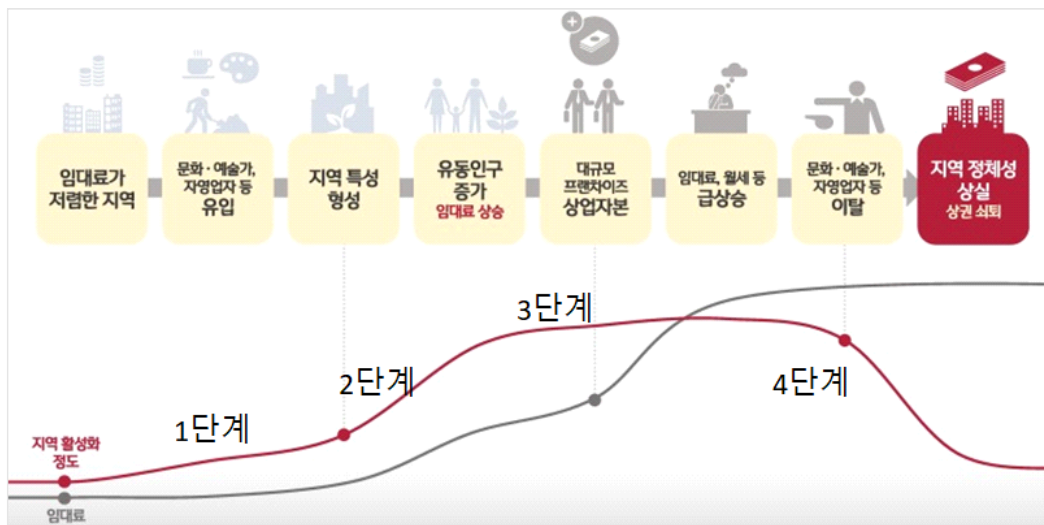 임대료가
저렴한 지역
문화 · 예술가,
자영업자 등
유입
지역 특성
형성
유동인구
증가
임대료 상승
대규모
프랜차이즈
상업자본
임대료, 월세 등
급상승
문화 · 예술가,
자영업자 등
이탈
지역 정체성
상실
상권 쇠퇴
3단계
2단계
4단계
1단계
지역 활성화
정도
임대료